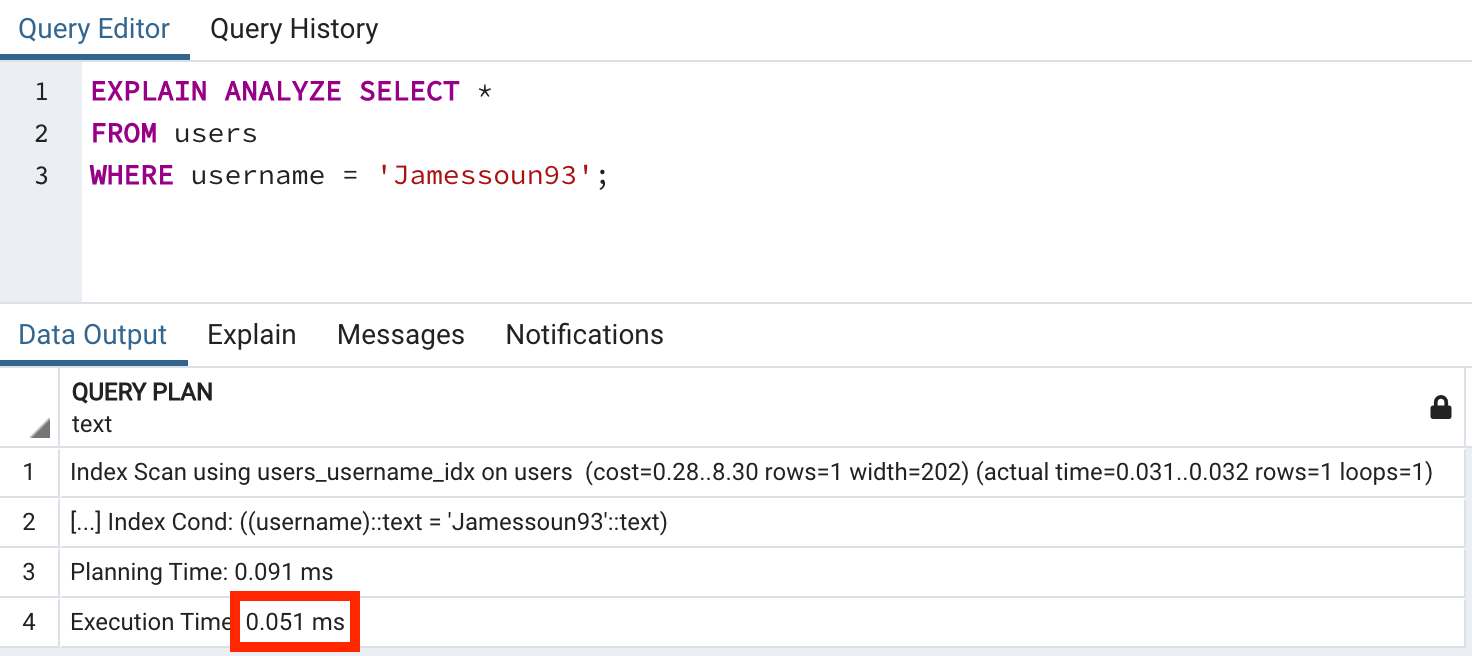 Query Editor Query History
1 EXPLAIN ANALYZE SELECT *
2 FROM users
3 WHERE username = 'Jamessoun93';
Data Output Explain Messages Notifications
QUERY PLAN
text
1 Index Scan using users_username_idx on users (cost=0.28..8.30 rows=1 width=202) (actual time=0.031..0.032 rows=1 loops=1)
2 [...] Index Cond: ((username)::text = 'Jamessoun93'::text)
3 Planning Time: 0.091 ms
4 Execution Time 0.051 ms